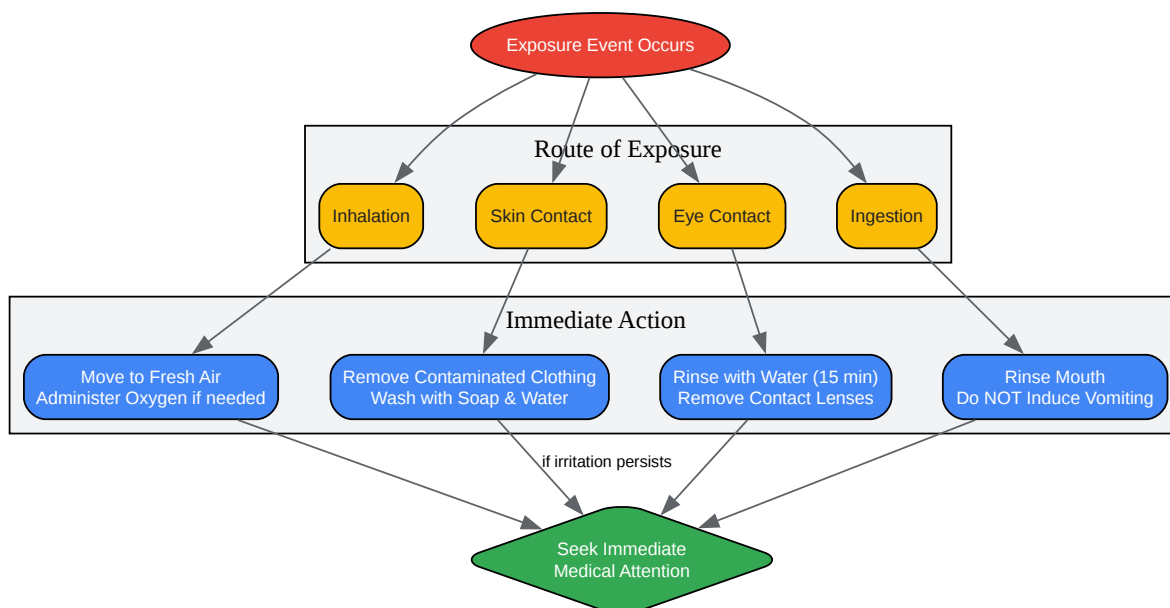 Exposure Event Occurs
Route of Exposure
Inhalation
Skin Contact
Eye Contact
Ingestion
Immediate Action
Move to Fresh Air
Administer Oxygen if needed
Remove Contaminated Clothing
Wash with Soap & Water
Rinse with Water (15 min)
Remove Contact Lenses
Rinse Mouth
Do NOT Induce Vomiting
if irritation persists
Seek Immediate
Medical Attention